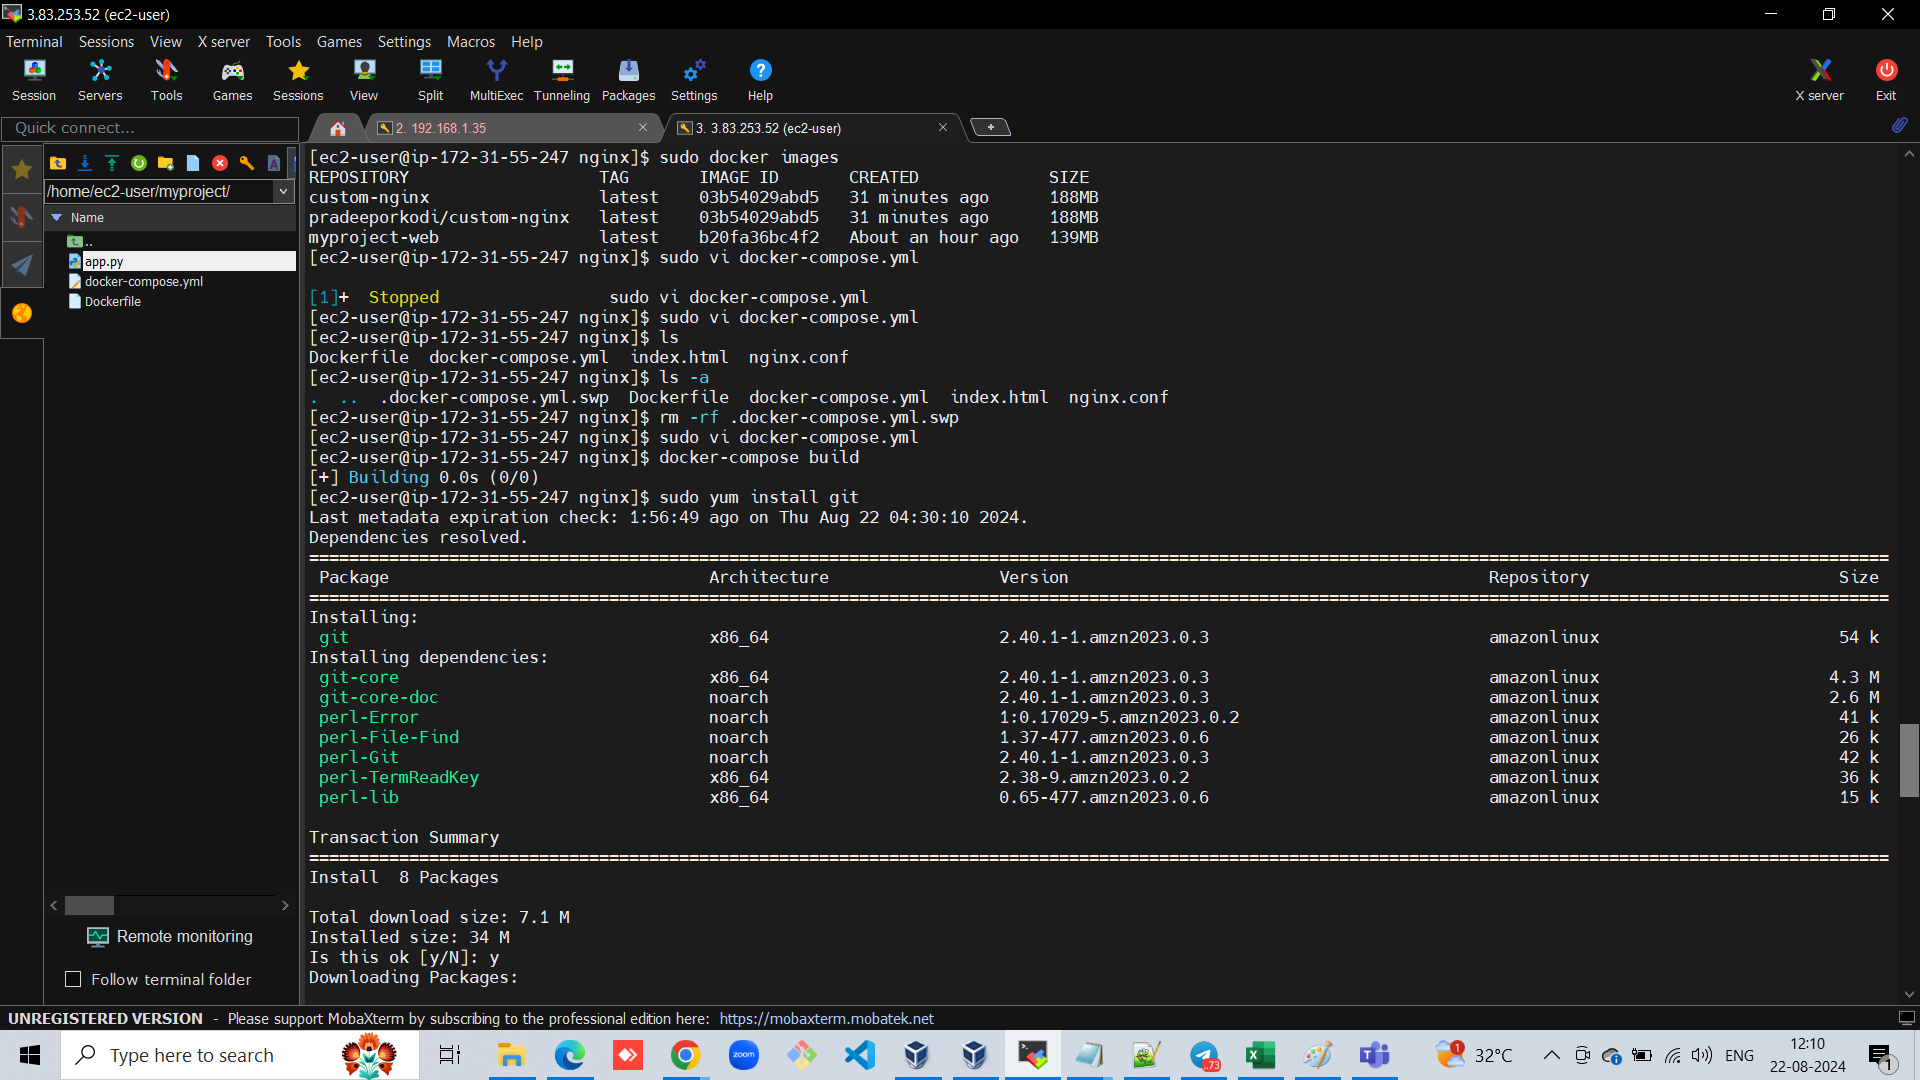 3.83.253.52 (ec2-user)
Terminal Sessions View X server Tools Games Settings Macros Help
Session Servers Tools Games Sessions View Split MultiExec Tunneling Packages Settings Help X server Exit
Quick connect...
2. 192.168.1.35
3. 3.83.253.52 (ec2-user)
/home/ec2-user/myproject/
Name
..
app.py
docker-compose.yml
Dockerfile
[ec2-user@ip-172-31-55-247 nginx]$ sudo docker images
REPOSITORY TAG IMAGE ID CREATED SIZE
custom-nginx latest 03b54029abd5 31 minutes ago 188MB
pradeeporkodi/custom-nginx latest 03b54029abd5 31 minutes ago 188MB
myproject-web latest b20fa36bc4f2 About an hour ago 139MB
[ec2-user@ip-172-31-55-247 nginx]$ sudo vi docker-compose.yml
[1]+ Stopped sudo vi docker-compose.yml
[ec2-user@ip-172-31-55-247 nginx]$ sudo vi docker-compose.yml
[ec2-user@ip-172-31-55-247 nginx]$ ls
Dockerfile docker-compose.yml index.html nginx.conf
[ec2-user@ip-172-31-55-247 nginx]$ ls -a
. .. .docker-compose.yml.swp Dockerfile docker-compose.yml index.html nginx.conf
[ec2-user@ip-172-31-55-247 nginx]$ rm -rf .docker-compose.yml.swp
[ec2-user@ip-172-31-55-247 nginx]$ sudo vi docker-compose.yml
[ec2-user@ip-172-31-55-247 nginx]$ docker-compose build
[+] Building 0.0s (0/0)
[ec2-user@ip-172-31-55-247 nginx]$ sudo yum install git
Last metadata expiration check: 1:56:49 ago on Thu Aug 22 04:30:10 2024.
Dependencies resolved.
Package Architecture Version Repository Size
Installing:
git x86_64 2.40.1-1.amzn2023.0.3 amazonlinux 54 k
Installing dependencies:
git-core x86_64 2.40.1-1.amzn2023.0.3 amazonlinux 4.3 M
git-core-doc noarch 2.40.1-1.amzn2023.0.3 amazonlinux 2.6 M
perl-Error noarch 1:0.17029-5.amzn2023.0.2 amazonlinux 41 k
perl-File-Find noarch 1.37-477.amzn2023.0.6 amazonlinux 26 k
perl-Git noarch 2.40.1-1.amzn2023.0.3 amazonlinux 42 k
perl-TermReadKey x86_64 2.38-9.amzn2023.0.2 amazonlinux 36 k
perl-lib x86_64 0.65-477.amzn2023.0.6 amazonlinux 15 k
Transaction Summary
Install 8 Packages
Total download size: 7.1 M
Installed size: 34 M
Is this ok [y/N]: y
Downloading Packages:
Remote monitoring
Follow terminal folder
UNREGISTERED VERSION - Please support MobaXterm by subscribing to the professional edition here: https://mobaxterm.mobatek.net
Type here to search
zoom
..73
1
32°C
ENG
12:10
22-08-2024
1